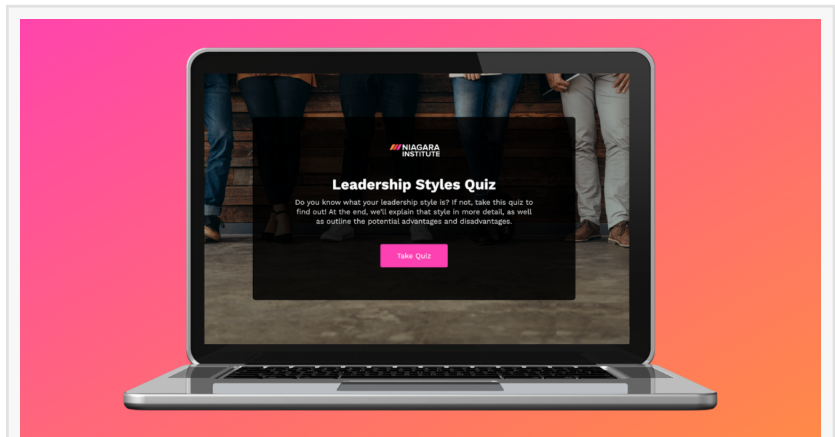 NIAGARA
INSTITUTE
Leadership Styles Quiz
Do you know what your leadership style is? If not, take this quiz to
find out! At the end, we'll explain that style in more detail, as well
as outline the potential advantages and disadvantages.
Take Quiz